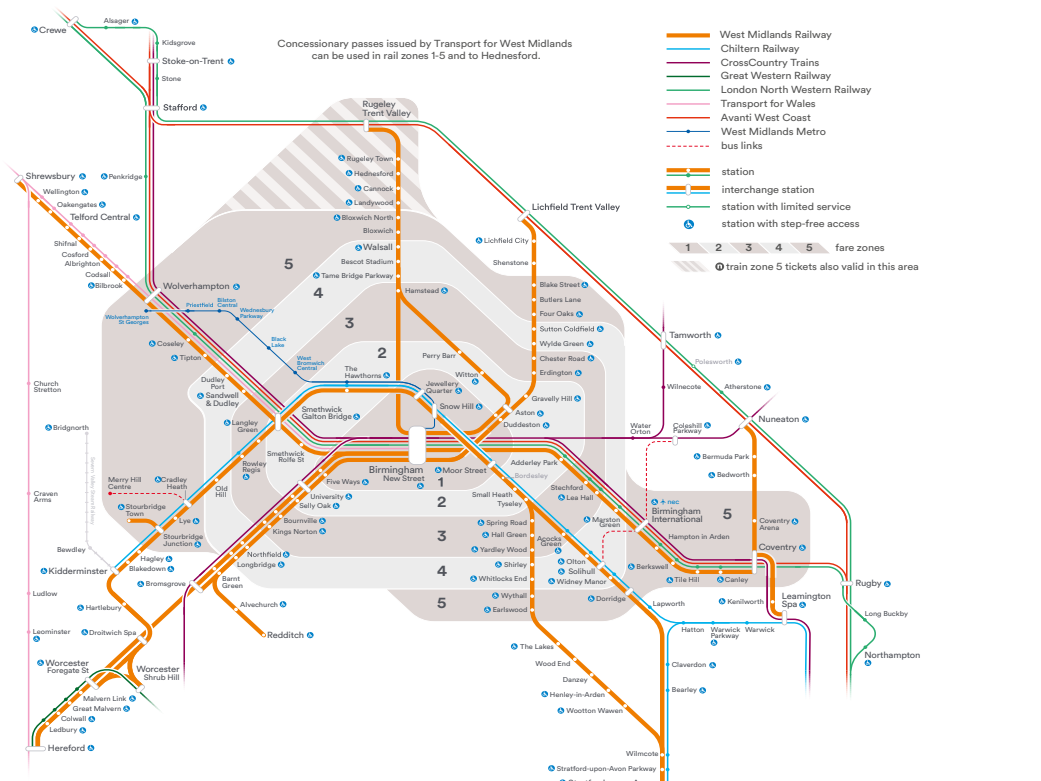 Crewe
Alsager
Kidsgrove
Stoke-on-Trent
Stone
Stafford
Concessionary passes issued by Transport for West Midlands
can be used in rail zones 1-5 and to Hednesford.
West Midlands Railway
Chiltern Railway
CrossCountry Trains
Great Western Railway
London North Western Railway
Transport for Wales
Avanti West Coast
West Midlands Metro
bus links
station
interchange station
station with limited service
station with step-free access
1 2 3 4 5 fare zones
train zone 5 tickets also valid in this area
Rugeley
Trent Valley
Rugeley Town
Hednesford
Cannock
Landywood
Bloxwich North
Bloxwich
Walsall
Bescot Stadium
Tame Bridge Parkway
Hamstead
Perry Barr
Witton
Lichfield Trent Valley
Lichfield City
Shenstone
Blake Street
Butlers Lane
Four Oaks
Sutton Coldfield
Wylde Green
Chester Road
Erdington
Gravelly Hill
Aston
Duddeston
Shrewsbury
Wellington
Oakengates
Telford Central
Shifnal
Cosford
Albrighton
Codsall
Bilbrook
Penkridge
Wolverhampton
Wolverhampton
St Georges
Priestfield
Bilston
Central
Wednesbury
Parkway
Black
Lake
West
Bromwich
Central
Coseley
Tipton
Dudley
Port
Sandwell
& Dudley
The
Hawthorns
Jewellery
Quarter
Snow Hill
Smethwick
Galton Bridge
Smethwick
Rolfe St
Langley
Green
Rowley
Regis
Old
Hill
Cradley
Heath
Merry Hill
Centre
Lye
Stourbridge
Town
Stourbridge
Junction
Hagley
Blakedown
Kidderminster
Bewdley
Severn Valley Steam Railway
Bridgnorth
Church
Stretton
Craven
Arms
Ludlow
Leominster
Hartlebury
Droitwich Spa
Worcester
Foregate St
Worcester
Shrub Hill
Malvern Link
Great Malvern
Colwall
Ledbury
Hereford
Bromsgrove
Barnt
Green
Alvechurch
Redditch
Longbridge
Northfield
Kings Norton
Bournville
Selly Oak
University
Five Ways
Birmingham
New Street
Moor Street
Bordesley
Adderley Park
Stechford
Lea Hall
Marston
Green
nec
Birmingham
International
Hampton in Arden
Berkswell
Tile Hill
Canley
Coventry
Coventry
Arena
Bedworth
Bermuda Park
Nuneaton
Atherstone
Polesworth
Tamworth
Wilnecote
Water
Orton
Coleshill
Parkway
Small Heath
Tyseley
Acocks
Green
Olton
Solihull
Widney Manor
Dorridge
Lapworth
Hatton
Warwick
Parkway
Warwick
Leamington
Spa
Kenilworth
Rugby
Long Buckby
Northampton
Claverdon
Bearley
Spring Road
Hall Green
Yardley Wood
Shirley
Whitlocks End
Wythall
Earlswood
The Lakes
Wood End
Danzey
Henley-in-Arden
Wootton Wawen
Wilmcote
Stratford-upon-Avon Parkway
5
4
3
2
1
2
3
4
5
5